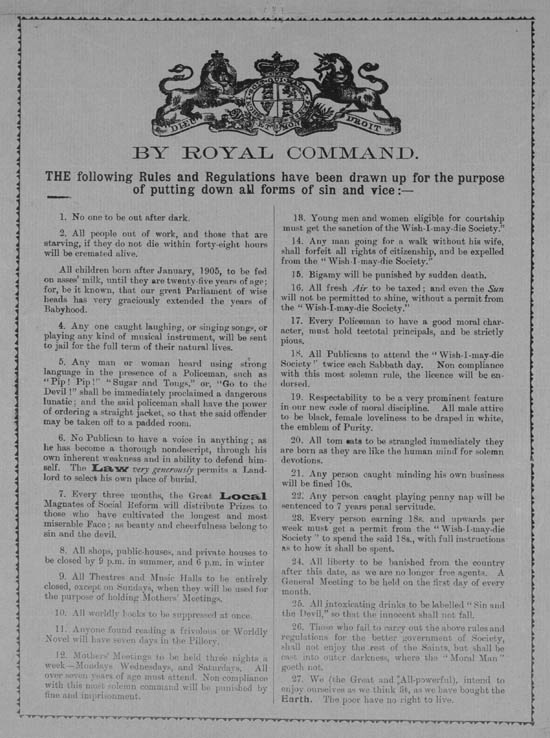 DIEU ET MON DROIT
BY ROYAL COMMAND.
THE following Rules and Regulations have been drawn up for the purpose
of putting down all forms of sin and vice:—
1. No one to be out after dark.
2. All people out of work, and those that are
starving, if they do not die within forty-eight hours
will be cremated alive.
All children born after January, 1905, to be fed
on asses' milk, until they are twenty-five years of age;
for, be it known, that our great Parliament of wise
heads has very graciously extended the years of
Babyhood.
4. Any one caught laughing, or singing songs, or
playing any kind of musical instrument, will be sent
to jail for the full term of their natural lives.
5. Any man or woman heard using strong
language in the presence of a Policeman, such as
"Pip! Pip!" "Sugar and Tongs," or, "Go to the
Devil!" shall be immediately proclaimed a dangerous
lunatic; and the said policeman shall have the power
of ordering a straight jacket, so that the said offender
may be taken off to a padded room.
6. No Publican to have a voice in anything; as
he has become a thorough nondescript, through his
own inherent weakness and in ability to defend him-
self. The Law very generously permits a Land-
lord to select his own place of burial.
7. Every three months, the Great Local
Magnates of Social Reform will distribute Prizes to
those who have cultivated the longest and most
miserable Face; as beauty and cheerfulness belong to
sin and the devil.
8. All shops, public-houses, and private houses to
be closed by 9 p.m. in summer, and 6 p.m. in winter
9. All Theatres and Music Halls to be entirely
closed, except on Sundays, when they will be used
for the purpose of holding Mothers' Meetings.
10. All worldly books to be suppressed at once.
11. Anyone found reading a frivolous or Worldly
Novel will have seven days in the Pillory.
12. Mothers' Meetings to be held three nights a
week—Mondays Wednesdays, and Saturdays. All
over seven years of age must attend. Non compliance
with this most solemn command will be punished by
fine and imprisonment.
13. Young men and women eligible for courtship
must get the sanction of the Wish-I-may-die Society."
14. Any man going for a walk without his wife,
shall forfeit all rights of citizenship, and be expelled
from the "Wish-I-may-die Society."
15. Bigamy will be punished by sudden death.
16. All fresh Air to be taxed; and even the Sun
will not be permitted to shine, without a permit from
the "Wish-I-may-die Society."
17. Every Policeman to have a good moral char-
acter, must hold teetotal principals, and be strictly
pious.
18. All Publicans to attend the "Wish-I-may-die
Society" twice each Sabbath day. Non compliance
with this most solemn rule, the licence will be en-
dorsed.
19. Respectability to be a very prominent feature
in our new code of moral discipline. All male attire
to be black, female loveliness to be draped in white,
the emblem of Purity.
20. All tom cats to be strangled immediately they
are born as they are like the human mind for solemn
devotions.
21. Any person caught minding his own business
will be fined 10s.
22. Any person caught playing penny nap will be
sentenced to 7 years penal servitude.
23. Every person earning 18s. and upwards per
week must get a permit from the "Wish-I-may-die
Society" to spend the said 18s., with full instructions
as to how it shall be spent.
24. All liberty to be banished from the country
after this date, as we are no longer free agents. A
General Meeting to be held on the first day of every
month.
25. All intoxicating drinks to be labelled "Sin and
the Devil," so that the innocent shall not fall.
26. Those who fail to carry out the above rules and
regulations for the better government of Society,
shall not enjoy the rest of the Saints, but shall be
cast into outer darkness, where the "Moral Man"
goeth not.
27. We (the Great and All-powerful), intend to
enjoy ourselves as we think fit, as we have bought the
Earth. The poor have no right to live.